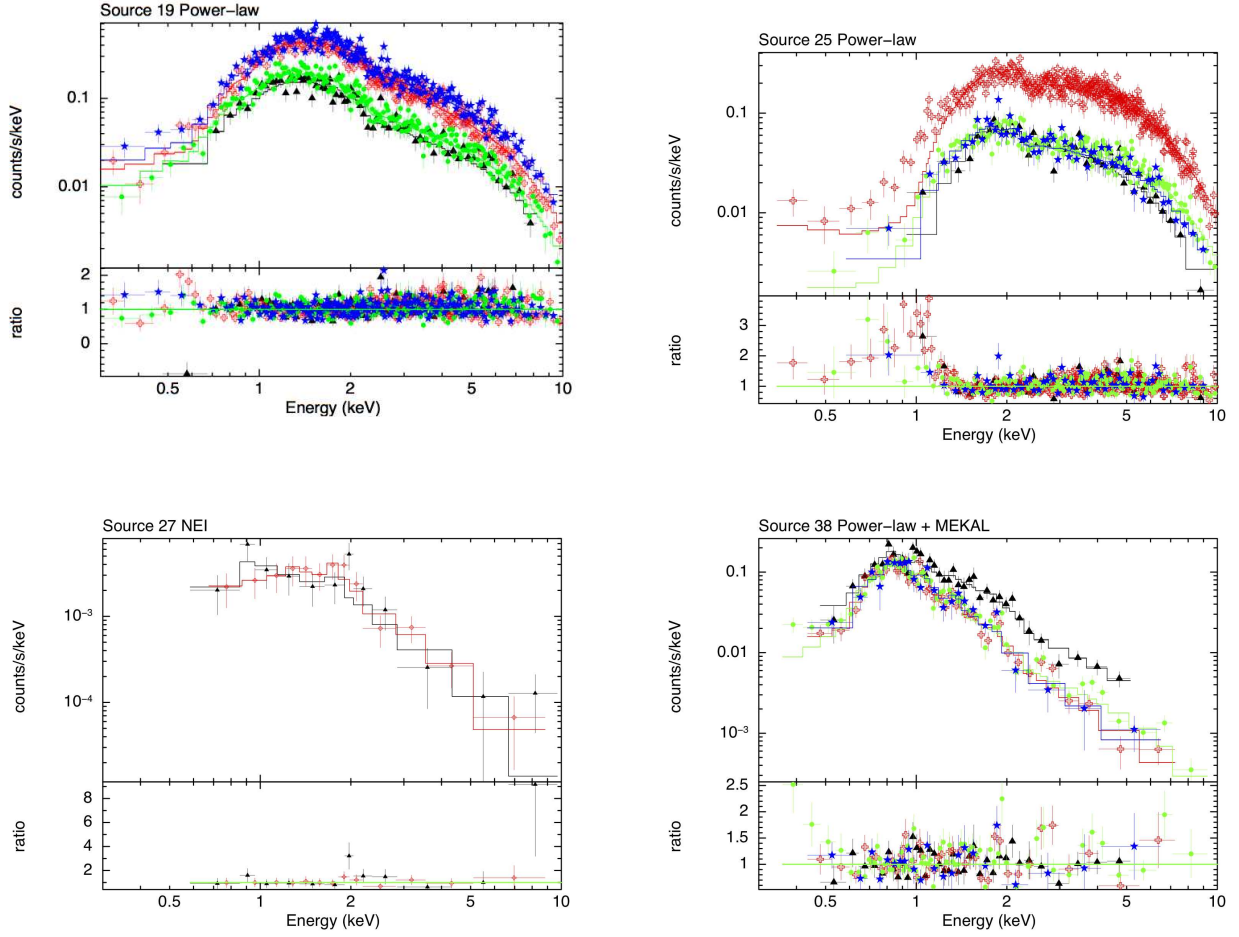 Source 19 Power-law
counts/s/keV
0.1
0.01
ratio
2
1
0
0.5
1
2
5
10
Energy (keV)
Source 25 Power-law
counts/s/keV
0.1
0.01
ratio
3
2
1
0.5
1
2
5
10
Energy (keV)
Source 27 NEI
counts/s/keV
10⁻³
10⁻⁴
ratio
8
6
4
2
0.5
1
2
5
10
Energy (keV)
Source 38 Power-law + MEKAL
counts/s/keV
0.1
0.01
10⁻³
ratio
2.5
2
1.5
1
0.5
1
2
5
10
Energy (keV)